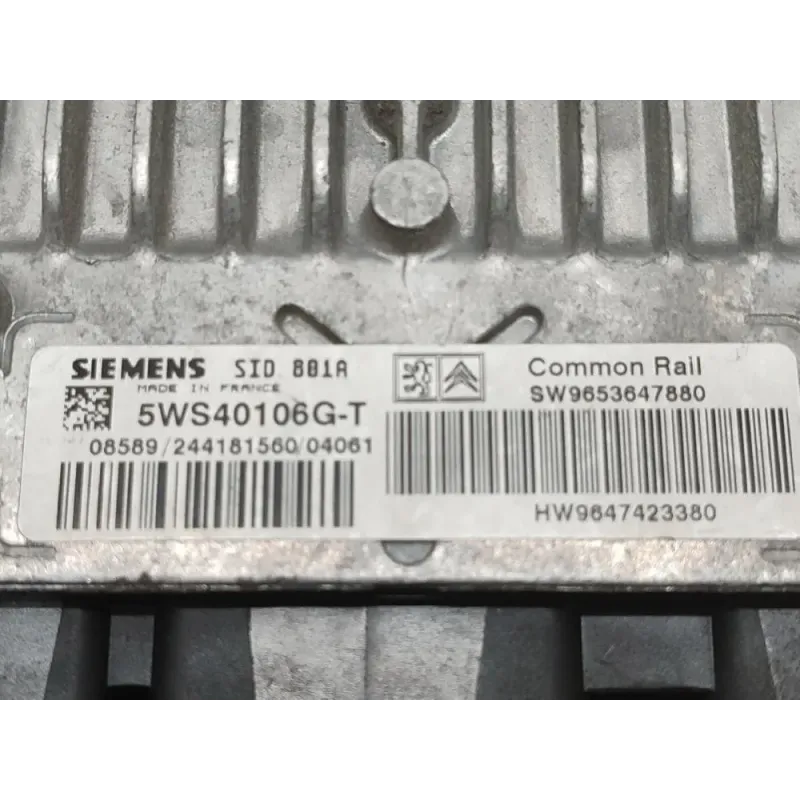 SIEMENS SID 801A
MADE IN FRANCE
5WS40106G-T
08589/244181560/04061
Common Rail
SW9653647880
HW9647423380